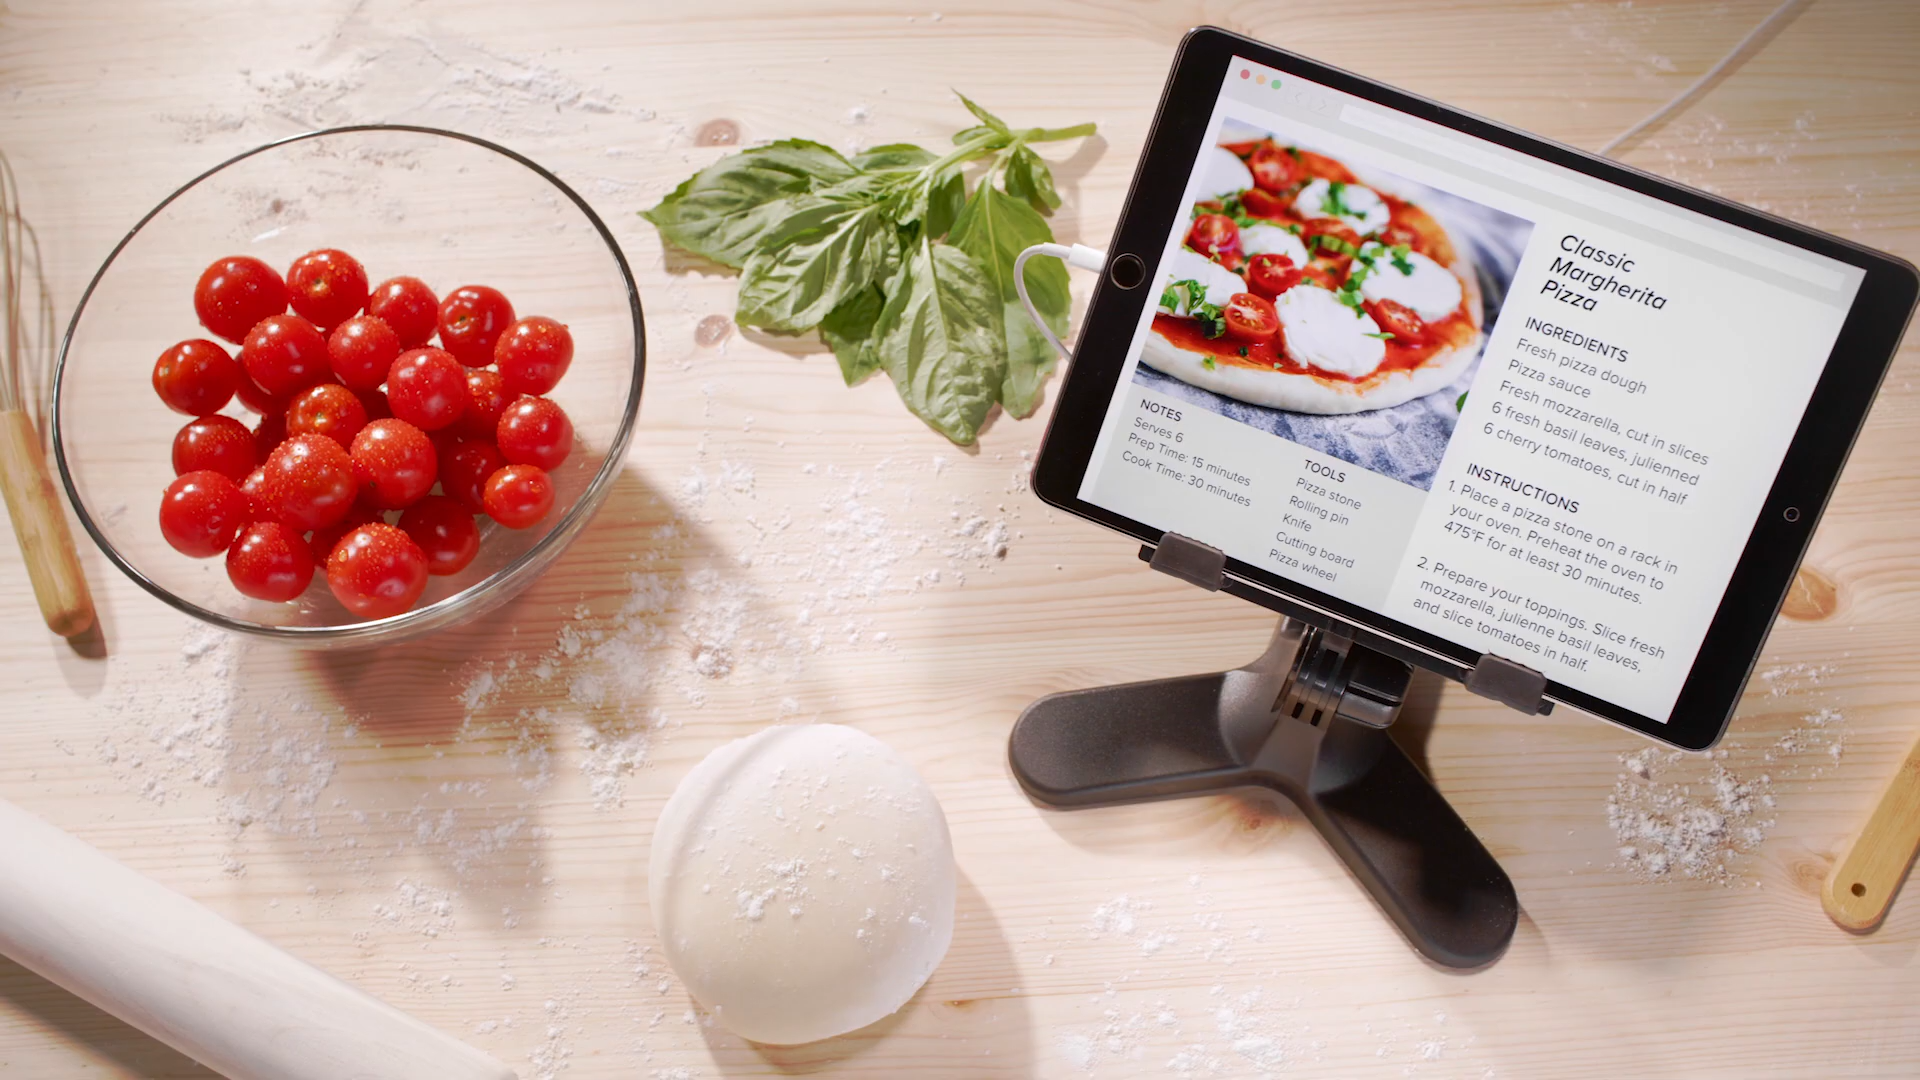 Classic
Margherita
Pizza
INGREDIENTS
Fresh pizza dough
Pizza sauce
Fresh mozzarella, cut in slices
6 fresh basil leaves, julienned
6 cherry tomatoes, cut in half
INSTRUCTIONS
1. Place a pizza stone on a rack in
your oven. Preheat the oven to
475°F for at least 30 minutes.
2. Prepare your toppings. Slice fresh
mozzarella, julienne basil leaves,
and slice tomatoes in half.
NOTES
Serves 6
Prep Time: 15 minutes
Cook Time: 30 minutes
TOOLS
Pizza stone
Rolling pin
Knife
Cutting board
Pizza wheel